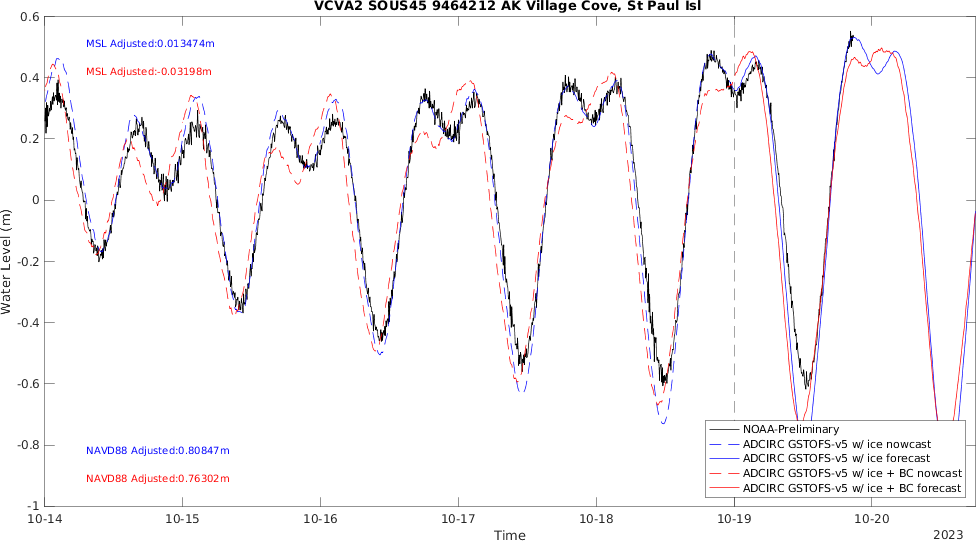 VCVA2 SOUS45 9464212 AK Village Cove, St Paul Isl
0.6
0.4
0.2
0
-0.2
-0.4
-0.6
-0.8
-1
Water Level (m)
MSL Adjusted:0.013474m
MSL Adjusted:-0.03198m
NAVD88 Adjusted:0.80847m
NAVD88 Adjusted:0.76302m
NOAA-Preliminary
ADCIRC GSTOFS-v5 w/ ice nowcast
ADCIRC GSTOFS-v5 w/ ice forecast
ADCIRC GSTOFS-v5 w/ ice + BC nowcast
ADCIRC GSTOFS-v5 w/ ice + BC forecast
10-14 10-15 10-16 10-17 10-18 10-19 10-20
Time
2023